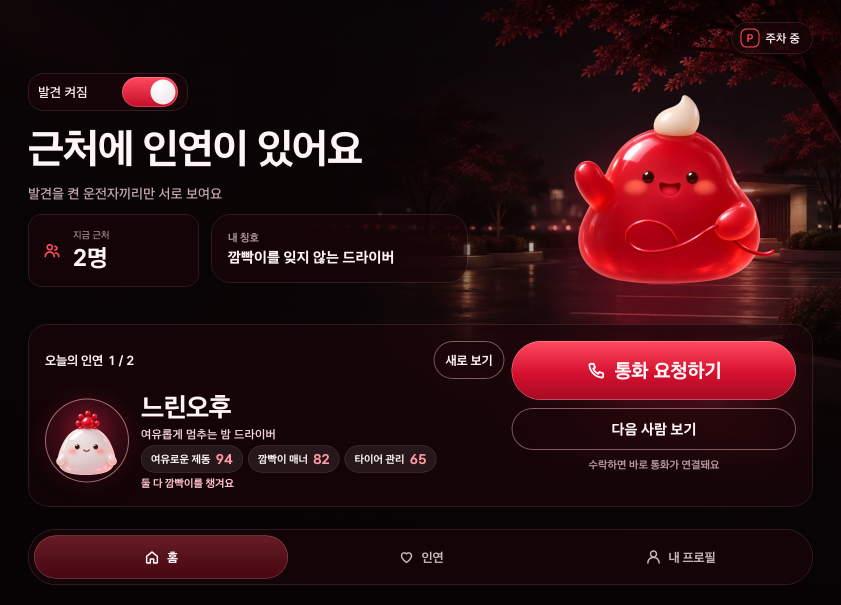 P 주차 중
발견 켜짐
근처에 인연이 있어요
발견을 켠 운전자끼리만 서로 보여요
지금 근처
2명
내 칭호
깜빡이를 잊지 않는 드라이버
오늘의 인연 1 / 2
새로 보기
느린오후
여유롭게 멈추는 밤 드라이버
여유로운 제동 94
깜빡이 매너 82
타이어 관리 65
둘 다 깜빡이를 챙겨요
통화 요청하기
다음 사람 보기
수락하면 바로 통화가 연결돼요
홈
인연
내 프로필